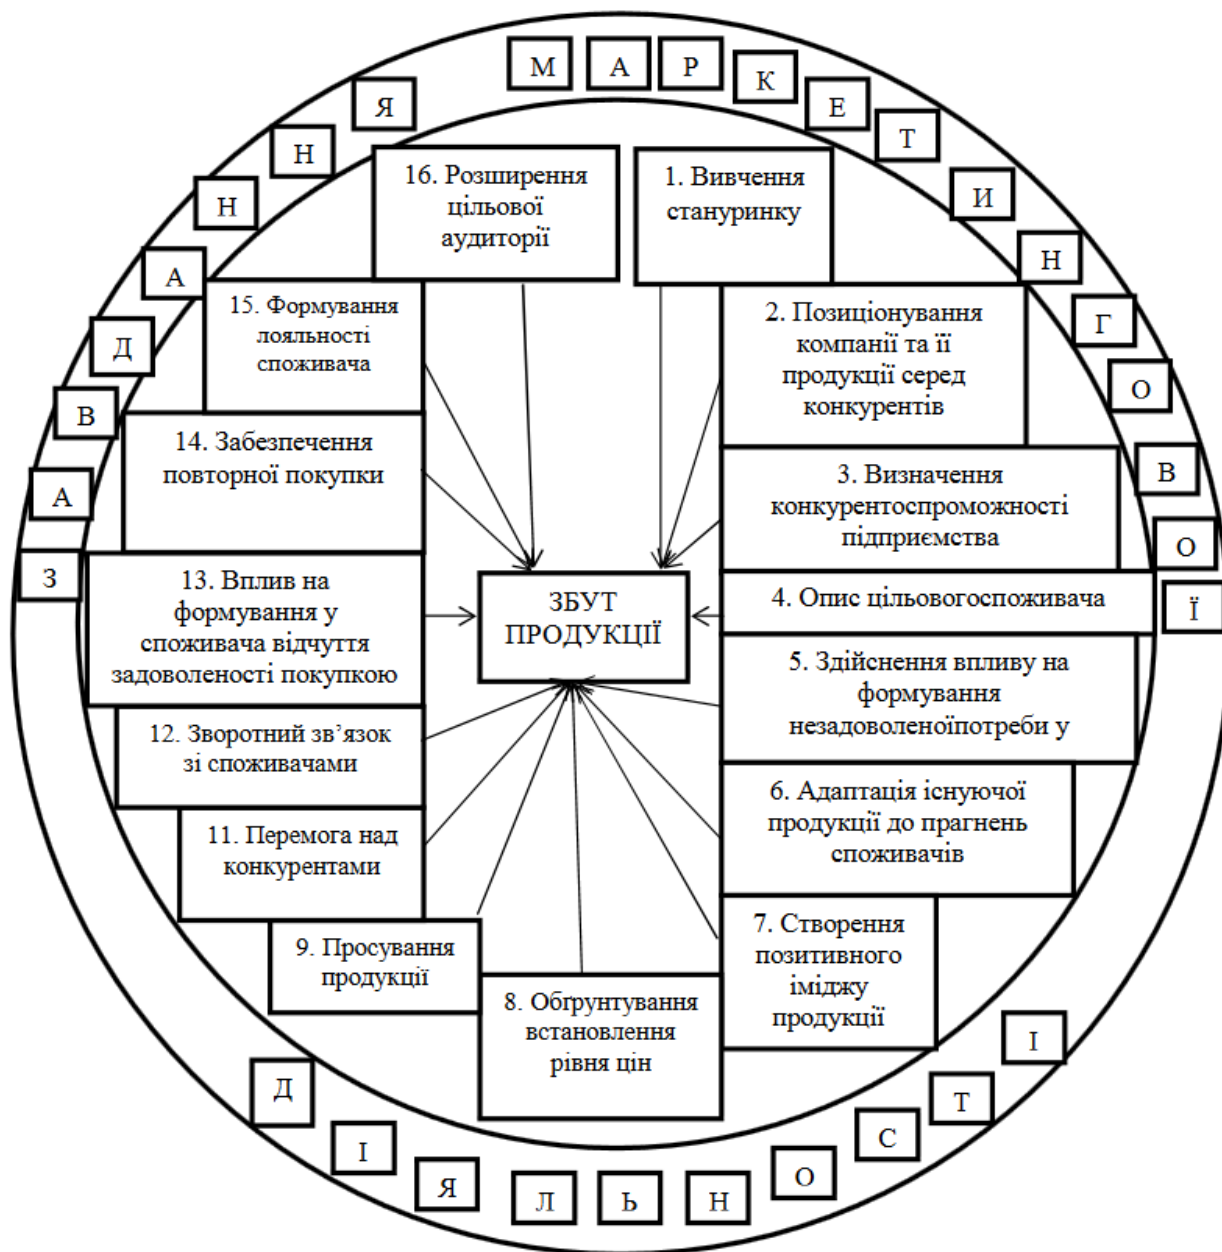 ЗАВДАННЯ
МАРКЕТИНГОВОЇ
ДІЯЛЬНОСТІ
1. Вивчення
стануринку
2. Позиціонування
компанії та її
продукції серед
конкурентів
3. Визначення
конкурентоспроможності
підприємства
4. Опис цільовогоспоживача
5. Здійснення впливу на
формування
незадоволеноїпотреби у
6. Адаптація існуючої
продукції до прагнень
споживачів
7. Створення
позитивного
іміджу
продукції
8. Обґрунтування
встановлення
рівня цін
9. Просування
продукції
11. Перемога над
конкурентами
12. Зворотний зв’язок
зі споживачами
13. Вплив на
формування у
споживача відчуття
задоволеності покупкою
14. Забезпечення
повторної покупки
15. Формування
лояльності
споживача
16. Розширення
цільової
аудиторії
ЗБУТ
ПРОДУКЦІЇ